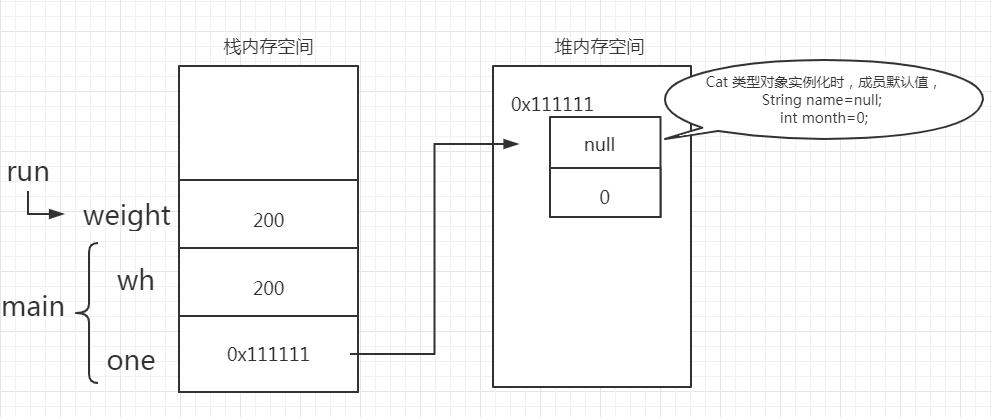 栈内存空间
堆内存空间
Cat 类型对象实例化时，成员默认值，
String name=null;
int month=0;
0x111111
null
0
run
weight
200
main
wh
200
one
0x111111